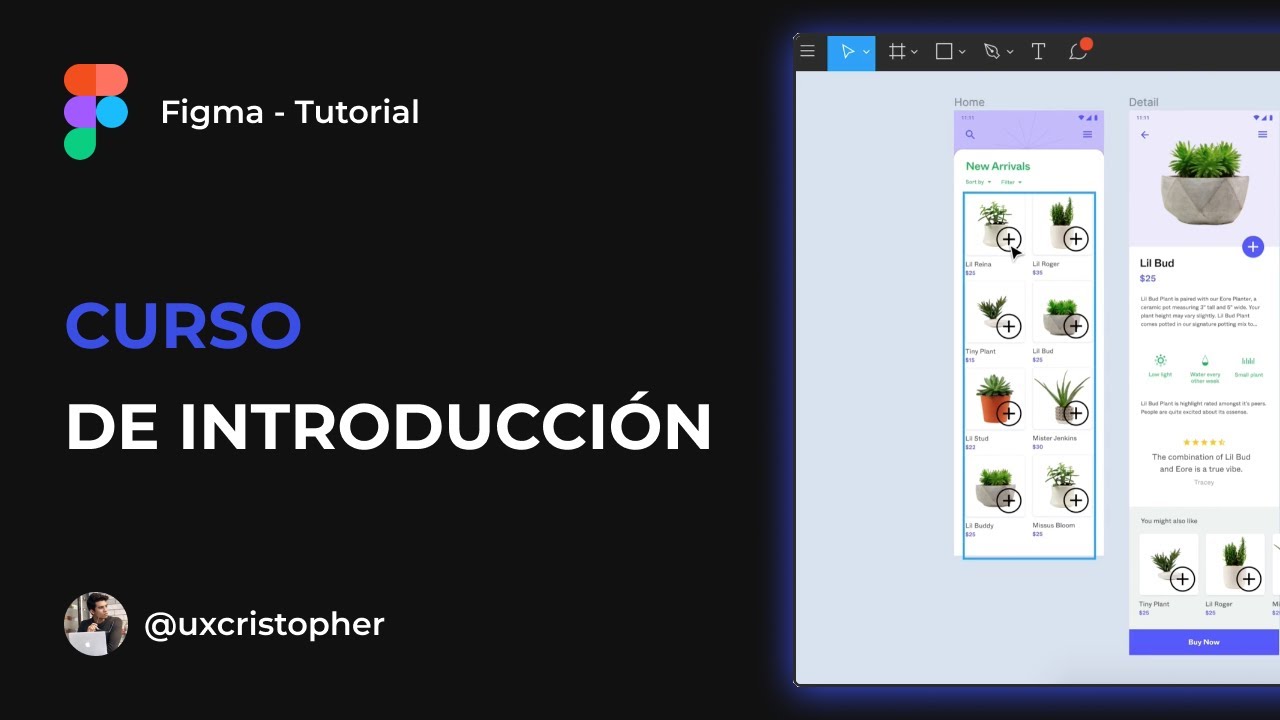 Figma - Tutorial
CURSO
DE INTRODUCCIÓN
@uxcristopher
Home
17:11
New Arrivals
Sort by Filter
Lil Reina
$25
Lil Roger
$35
Tiny Plant
$15
Lil Bud
$25
Lil Stud
$22
Mister Jenkins
$30
Lil Buddy
$25
Missus Bloom
$25
Detail
17:11
Lil Bud
$25
Lil Bud Plant is paired with our Eore Planter, a
ceramic pot measuring 3" tall and 5" wide. Your
plant height may vary slightly. Lil Bud Plant
comes potted in our signature potting mix to...
Low light
Water every
other week
Small plant
Lil Bud Plant is highlight rated amongst it's peers.
People are quite excited about its essense.
The combination of Lil Bud
and Eore is a true vibe.
Tracey
You might also like
Tiny Plant
$25
Lil Roger
$25
Buy Now